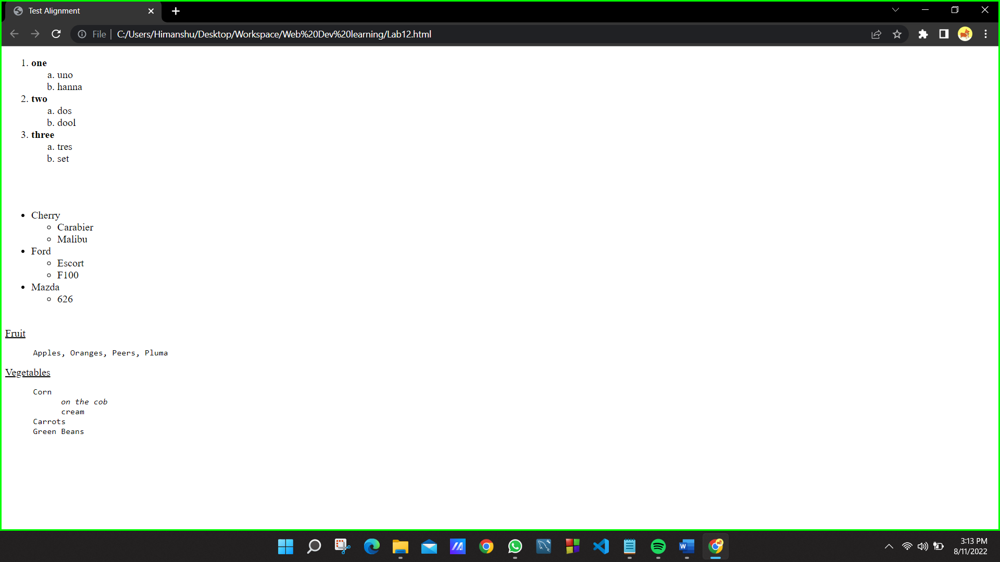 Test Alignment
File | C:/Users/Himanshu/Desktop/Workspace/Web%20Dev%20learning/Lab12.html
1. one
a. uno
b. hanna
2. two
a. dos
b. dool
3. three
a. tres
b. set
• Cherry
○ Carabier
○ Malibu
• Ford
○ Escort
○ F100
• Mazda
○ 626
Fruit
Apples, Oranges, Peers, Pluma
Vegetables
Corn
on the cob
cream
Carrots
Green Beans
3:13 PM
8/11/2022